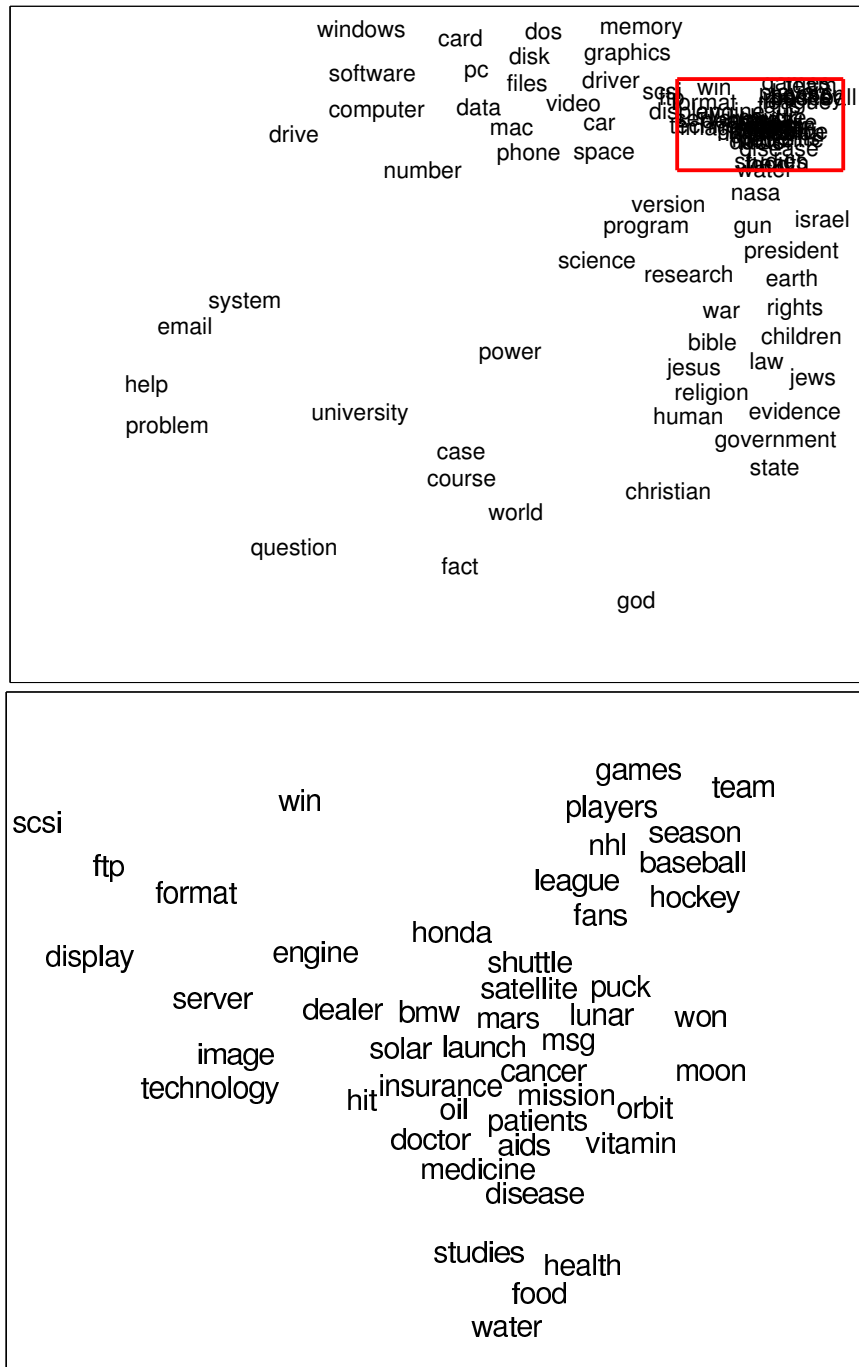 windows
card
dos
memory
disk
graphics
software
pc
files
driver
scsi
win
computer
data
video
format
drive
mac
car
phone
space
disease
number
water
nasa
version
program
gun
israel
science
president
research
earth
system
war
rights
email
bible
children
power
law
jesus
jews
help
religion
university
human
evidence
problem
government
case
state
course
christian
world
question
fact
god
games
team
win
players
scsi
season
nhl
baseball
ftp
league
hockey
format
fans
honda
display
engine
shuttle
satellite
puck
server
dealer
bmw
mars
lunar
won
image
solar
launch
msg
technology
cancer
moon
insurance
mission
hit
oil
orbit
patients
doctor
aids
vitamin
medicine
disease
studies
health
food
water